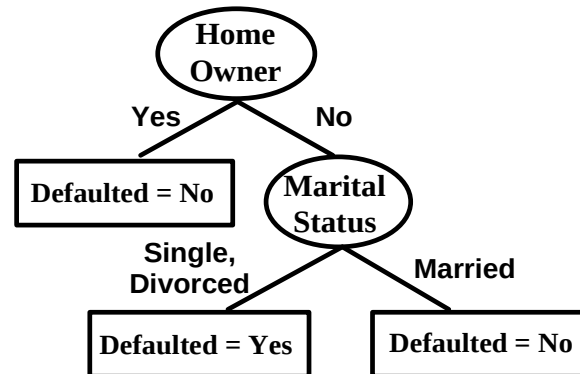 Home
Owner
Yes
No
Defaulted = No
Marital
Status
Single,
Divorced
Married
Defaulted = Yes
Defaulted = No